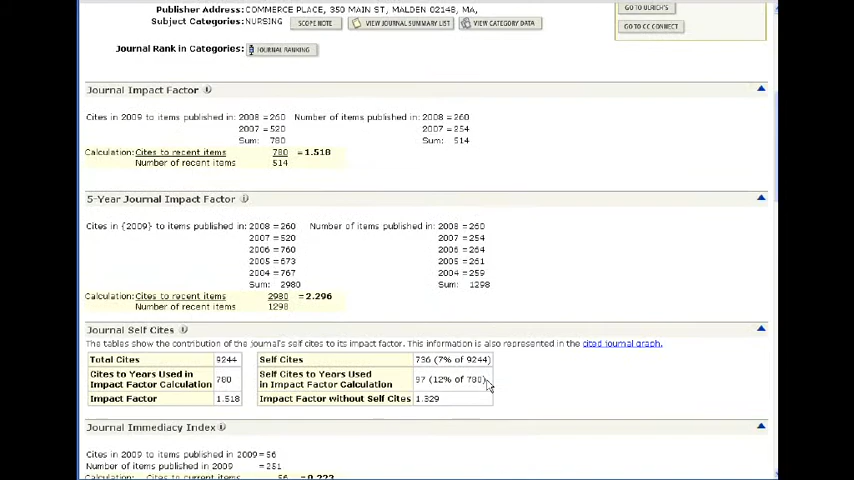 Publisher Address: COMMERCE PLACE, 350 MAIN ST, MALDEN 02148, MA,
GO TO ULRICH'S
Subject Categories: NURSING SCOPE NOTE VIEW JOURNAL SUMMARY LIST VIEW CATEGORY DATA
GO TO CC CONNECT
Journal Rank in Categories: JOURNAL RANKING
Journal Impact Factor
Cites in 2009 to items published in: 2008 =260 Number of items published in: 2008 =260
2007 =520 2007 =254
Sum: 780 Sum: 514
Calculation: Cites to recent items 780 =1.518
Number of recent items 514
5-Year Journal Impact Factor
Cites in {2009} to items published in: 2008 =260 Number of items published in: 2008 =260
2007 =520 2007 =254
2006 =760 2006 =264
2005 =673 2005 =261
2004 =767 2004 =259
Sum: 2980 Sum: 1298
Calculation: Cites to recent items 2980 =2.296
Number of recent items 1298
Journal Self Cites
The tables show the contribution of the journal's self cites to its impact factor. This information is also represented in the cited journal graph.
Total Cites 9244 Self Cites 736 (7% of 9244)
Cites to Years Used in Impact Factor Calculation 780 Self Cites to Years Used in Impact Factor Calculation 97 (12% of 780)
Impact Factor 1.518 Impact Factor without Self Cites 1.329
Journal Immediacy Index
Cites in 2009 to items published in 2009 =56
Number of items published in 2009 =251
Calculation: Cites to current items 56 =0.223